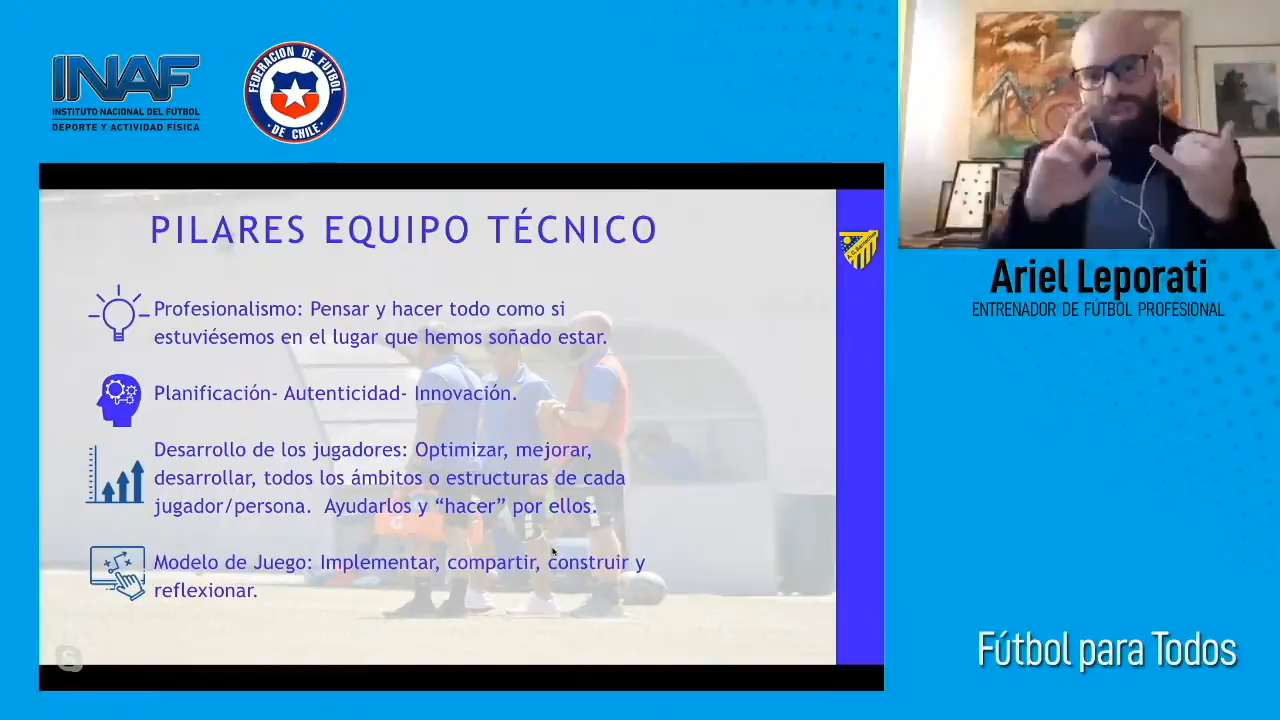 INAF
INSTITUTO NACIONAL DEL FÚTBOL
DEPORTE Y ACTIVIDAD FÍSICA
FEDERACION DE FUTBOL
· DE CHILE ·
PILARES EQUIPO TÉCNICO
Profesionalismo: Pensar y hacer todo como si
estuviésemos en el lugar que hemos soñado estar.
Planificación- Autenticidad- Innovación.
Desarrollo de los jugadores: Optimizar, mejorar,
desarrollar, todos los ámbitos o estructuras de cada
jugador/persona.  Ayudarlos y “hacer” por ellos.
Modelo de Juego: Implementar, compartir, construir y
reflexionar.
Ariel Leporati
ENTRENADOR DE FÚTBOL PROFESIONAL
Fútbol para Todos